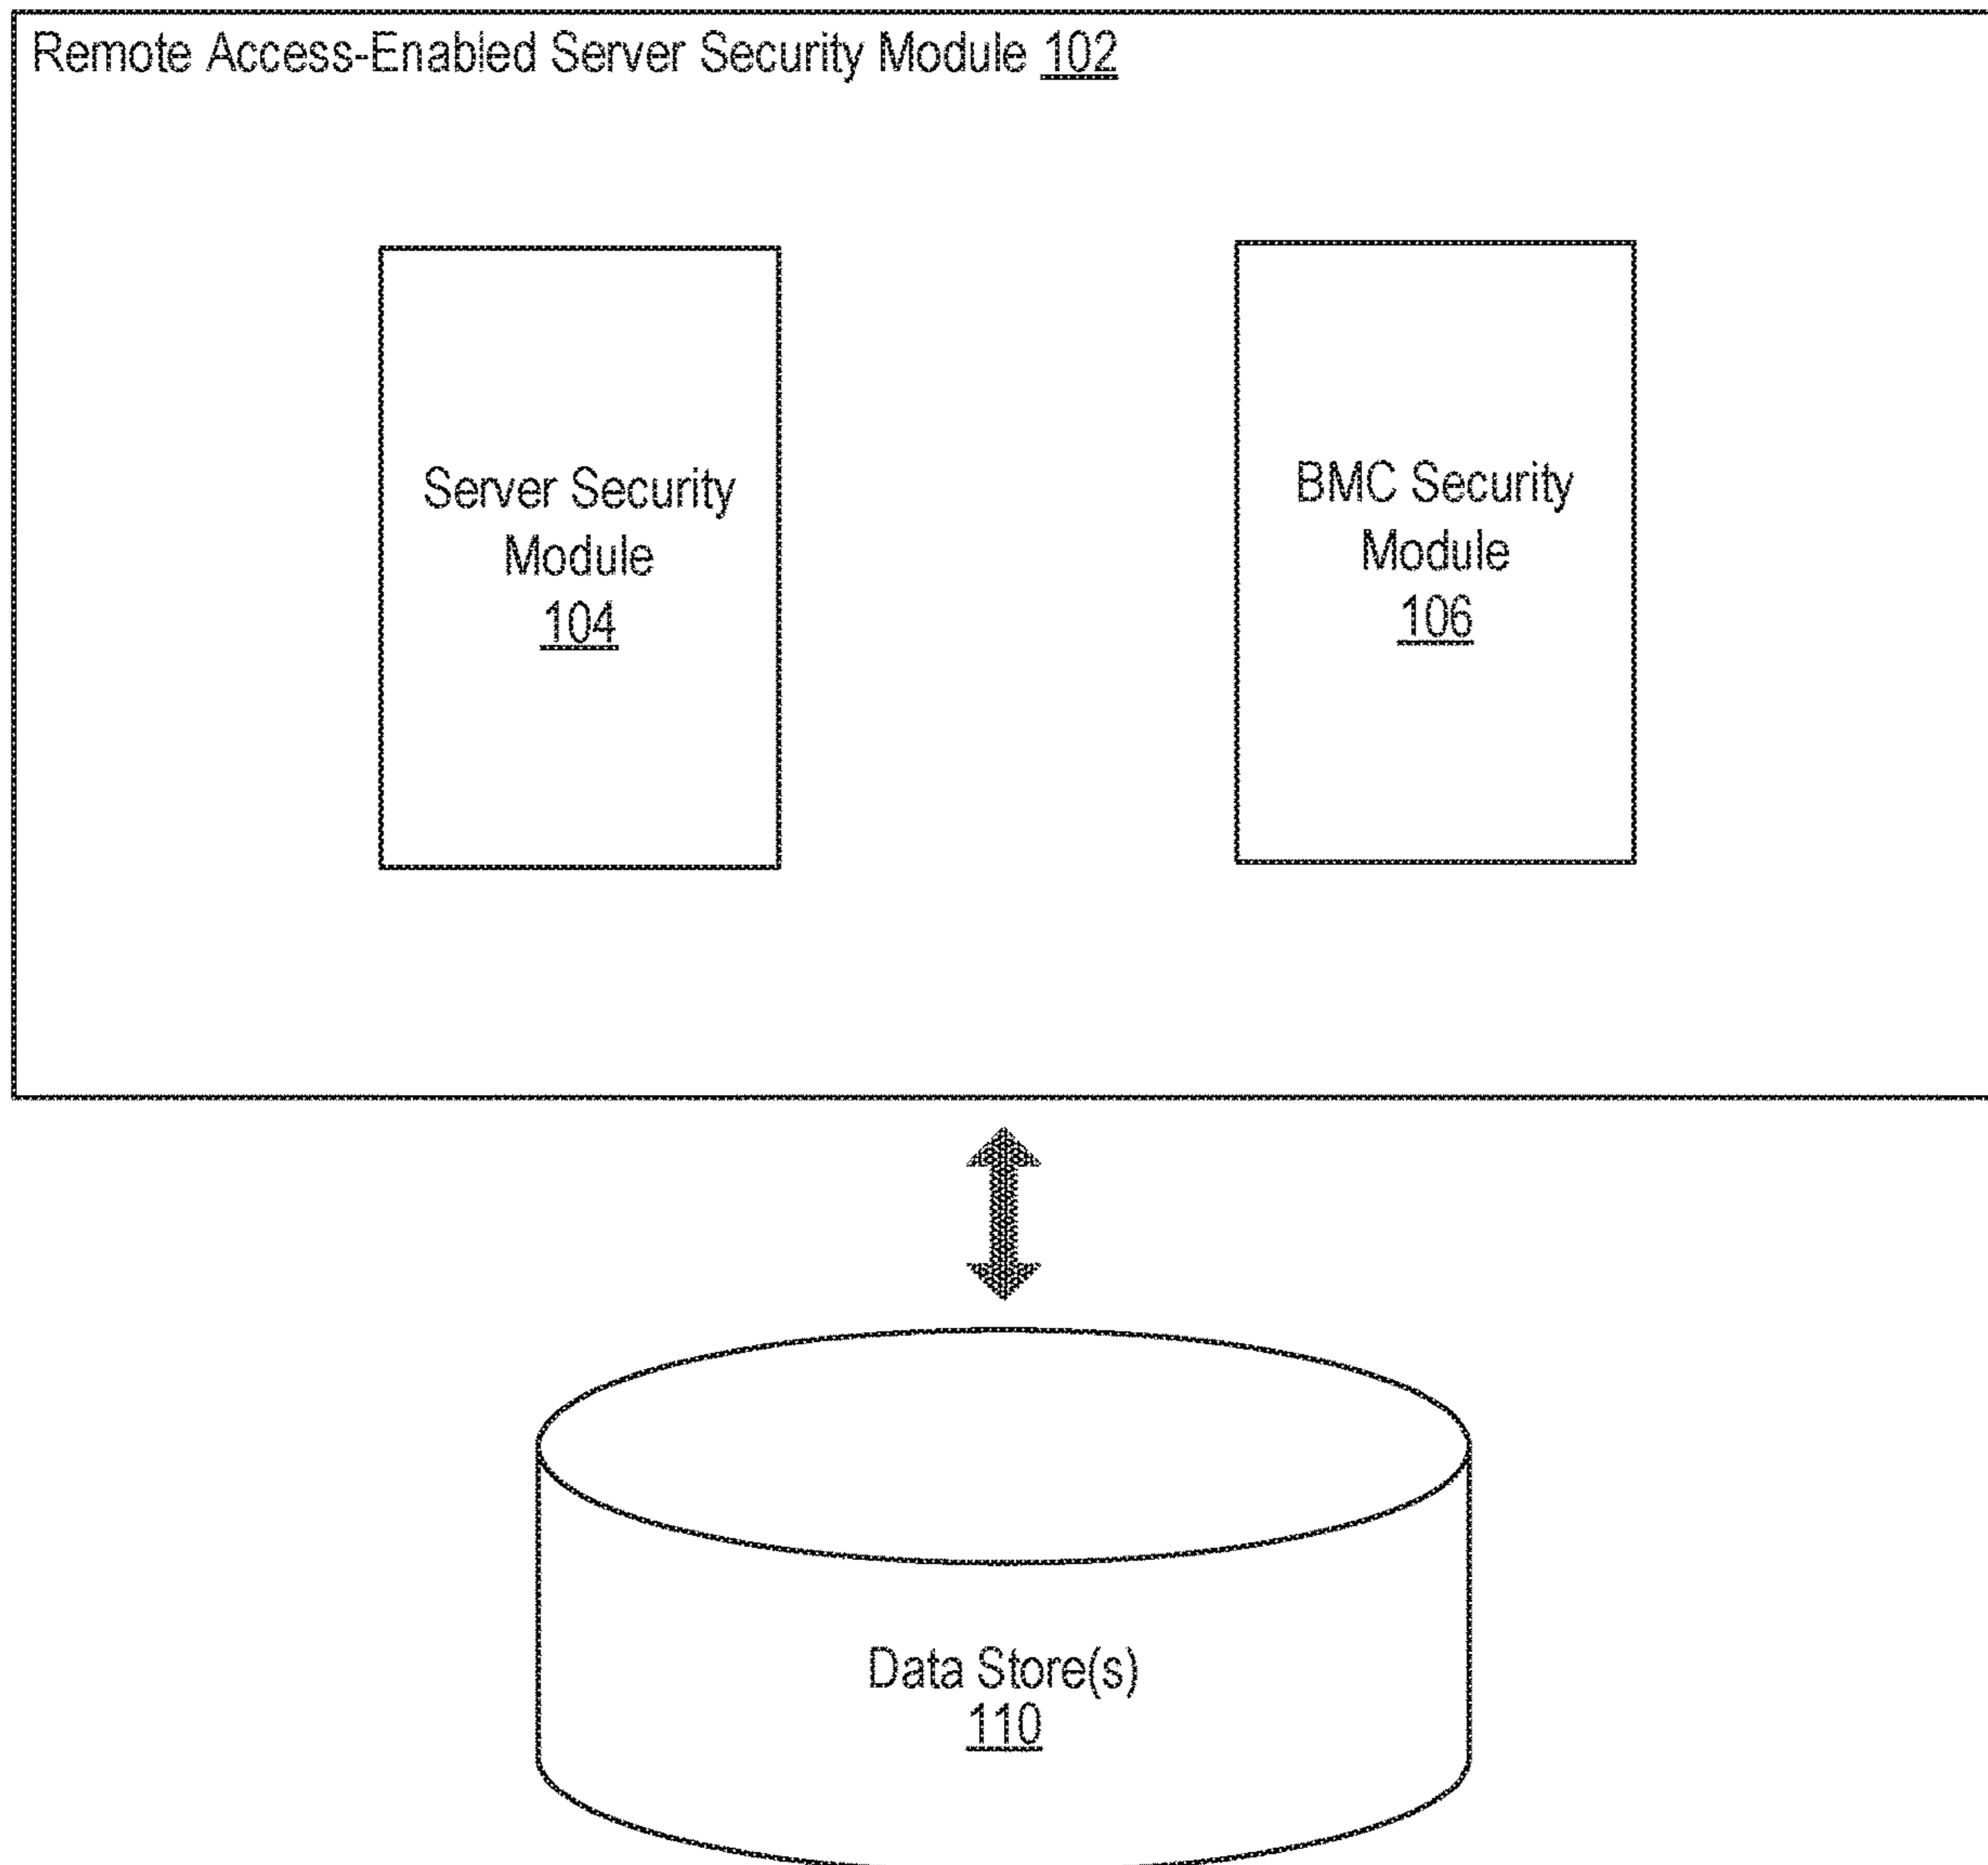 Remote Access-Enabled Server Security Module 102
Server Security
Module
104
BMC Security
Module
106
Data Store(s)
110